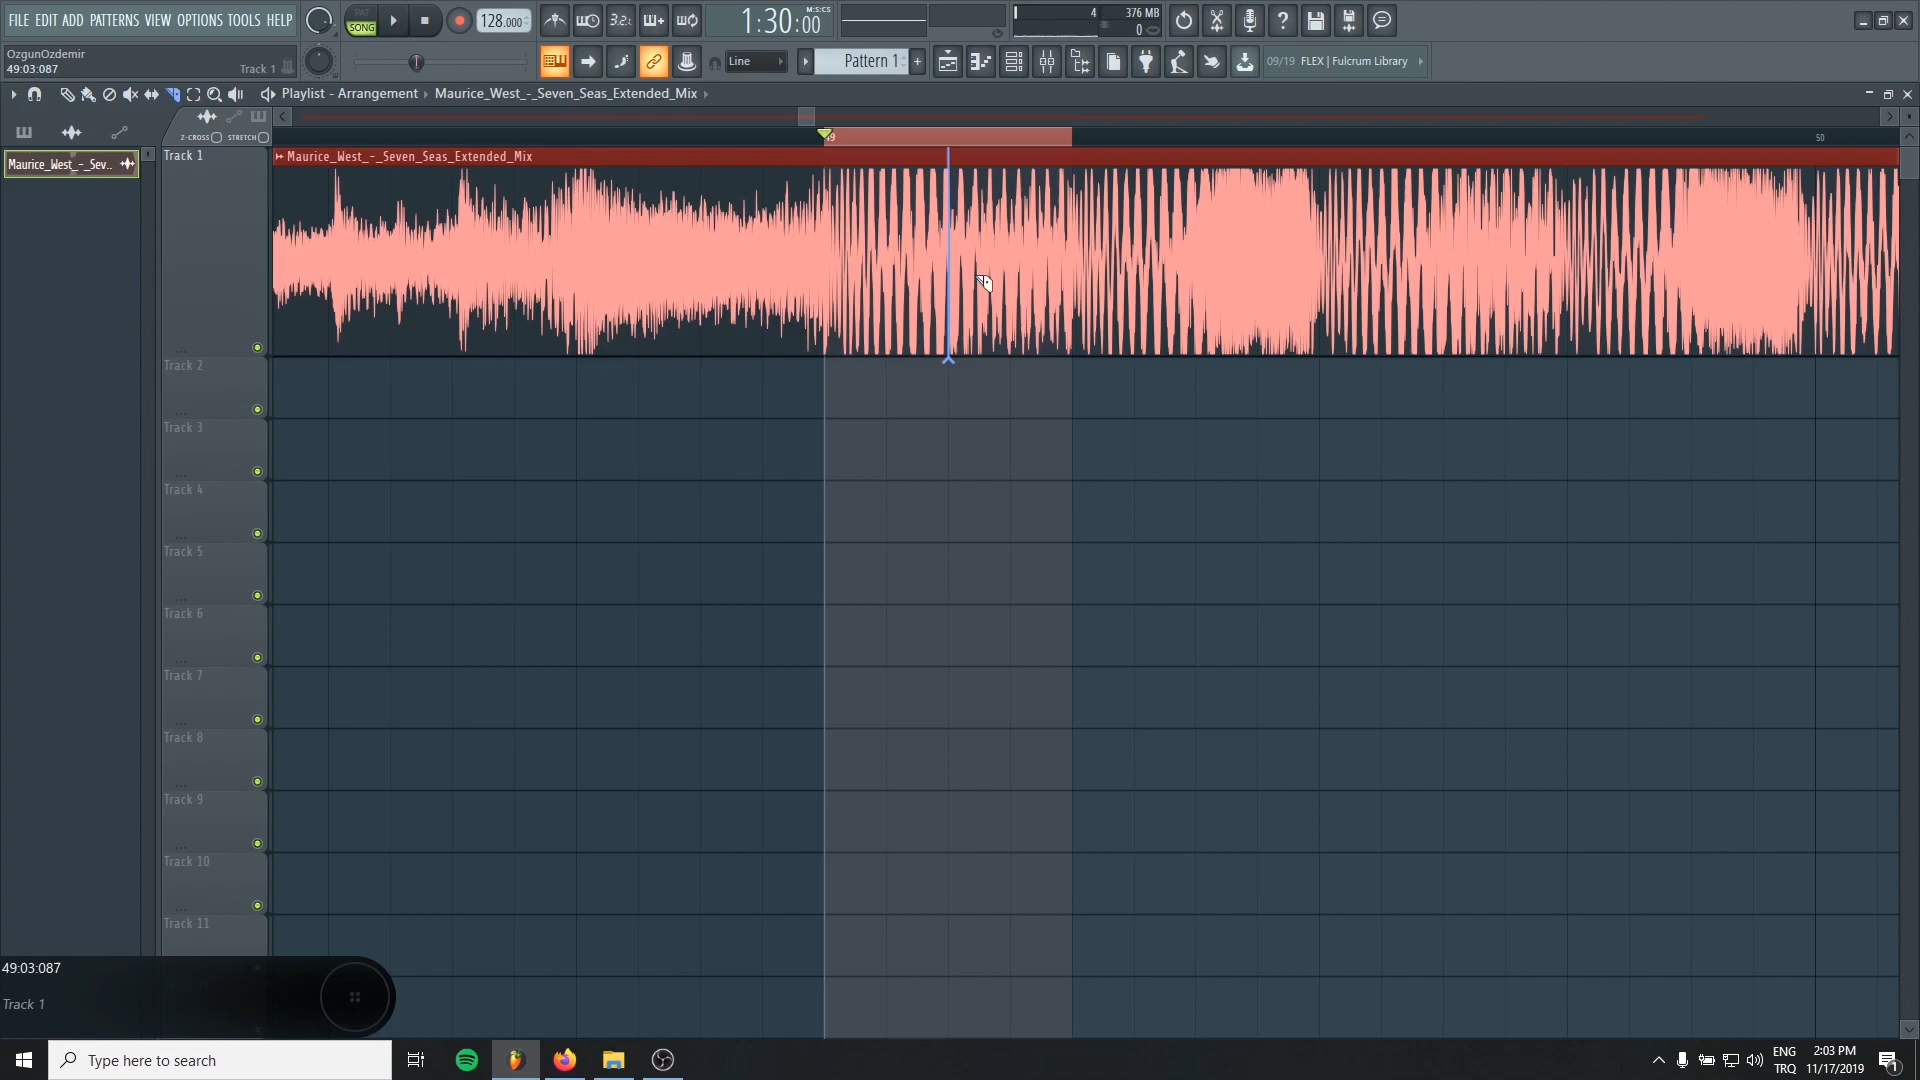 FILE EDIT ADD PATTERNS VIEW OPTIONS TOOLS HELP
PAT
SONG
128.000
3.2.
1:30:00
M:S:CS
4
376 MB
0
OzgunOzdemir
49:03:087
Track 1
Line
Pattern 1
+
09/19 FLEX | Fulcrum Library
Playlist - Arrangement
Maurice_West_-_Seven_Seas_Extended_Mix
Z-CROSS
STRETCH
49
50
Maurice_West_-_Sev..
Track 1
Maurice_West_-_Seven_Seas_Extended_Mix
Track 2
Track 3
Track 4
Track 5
Track 6
Track 7
Track 8
Track 9
Track 10
Track 11
49:03:087
Track 1
Type here to search
ENG
TRQ
2:03 PM
11/17/2019
1